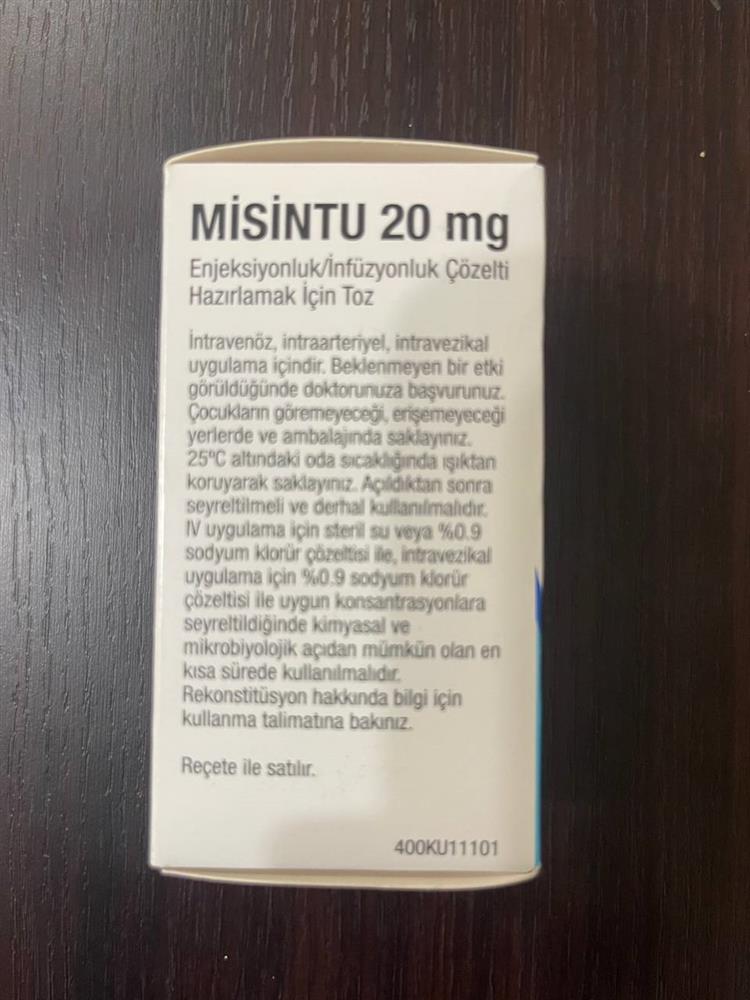 MİSİNTU 20 mg
Enjeksiyonluk/İnfüzyonluk Çözelti
Hazırlamak İçin Toz
İntravenöz, intraarteriyel, intravezikal
uygulama içindir. Beklenmeyen bir etki
görüldüğünde doktorunuza başvurunuz.
Çocukların göremeyeceği, erişemeyeceği
yerlerde ve ambalajında saklayınız.
25°C altındaki oda sıcaklığında ışıktan
koruyarak saklayınız. Açıldıktan sonra
seyreltilmeli ve derhal kullanılmalıdır.
IV uygulama için steril su veya %0.9
sodyum klorür çözeltisi ile, intravezikal
uygulama için %0.9 sodyum klorür
çözeltisi ile uygun konsantrasyonlara
seyreltildiğinde kimyasal ve
mikrobiyolojik açıdan mümkün olan en
kısa sürede kullanılmalıdır.
Rekonstitüsyon hakkında bilgi için
kullanma talimatına bakınız.
Reçete ile satılır.
400KU11101